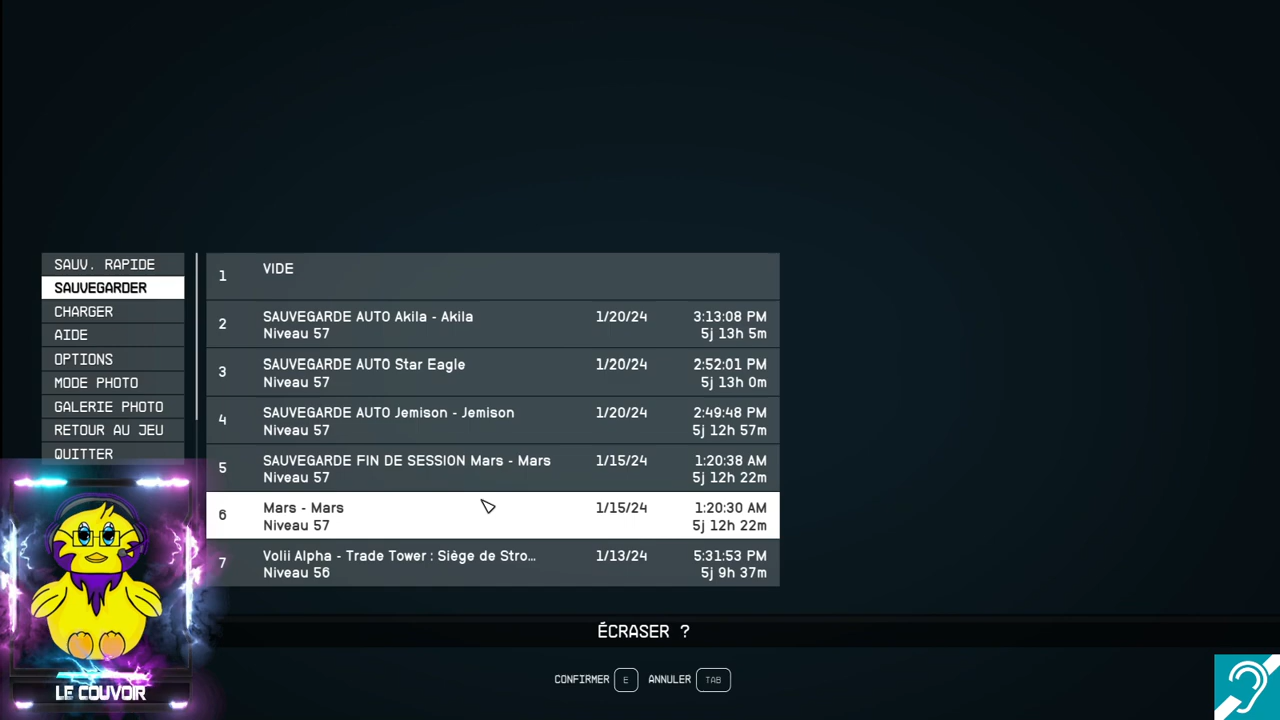 SAUV. RAPIDE
SAUVEGARDER
CHARGER
AIDE
OPTIONS
MODE PHOTO
GALERIE PHOTO
RETOUR AU JEU
QUITTER
1 VIDE
2 SAUVEGARDE AUTO Akila - Akila 1/20/24 3:13:08 PM
Niveau 57 5j 13h 5m
3 SAUVEGARDE AUTO Star Eagle 1/20/24 2:52:01 PM
Niveau 57 5j 13h 0m
4 SAUVEGARDE AUTO Jemison - Jemison 1/20/24 2:49:48 PM
Niveau 57 5j 12h 57m
5 SAUVEGARDE FIN DE SESSION Mars - Mars 1/15/24 1:20:38 AM
Niveau 57 5j 12h 22m
6 Mars - Mars 1/15/24 1:20:30 AM
Niveau 57 5j 12h 22m
7 Volii Alpha - Trade Tower : Siège de Stro... 1/13/24 5:31:53 PM
Niveau 56 5j 9h 37m
ÉCRASER ?
CONFIRMER E ANNULER TAB
LE COUVOIR